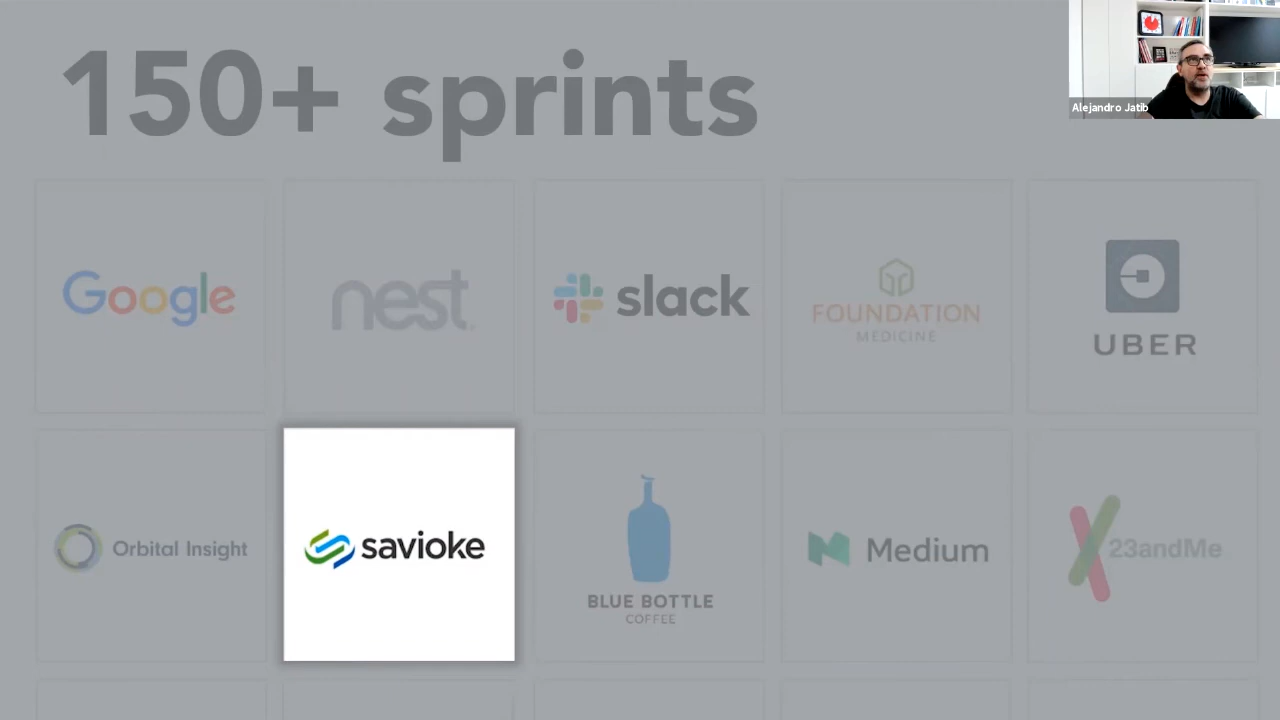 150+ sprints
Alejandro Jatib
Google
nest
slack
FOUNDATION
MEDICINE
UBER
Orbital Insight
savioke
BLUE BOTTLE
COFFEE
Medium
23andMe